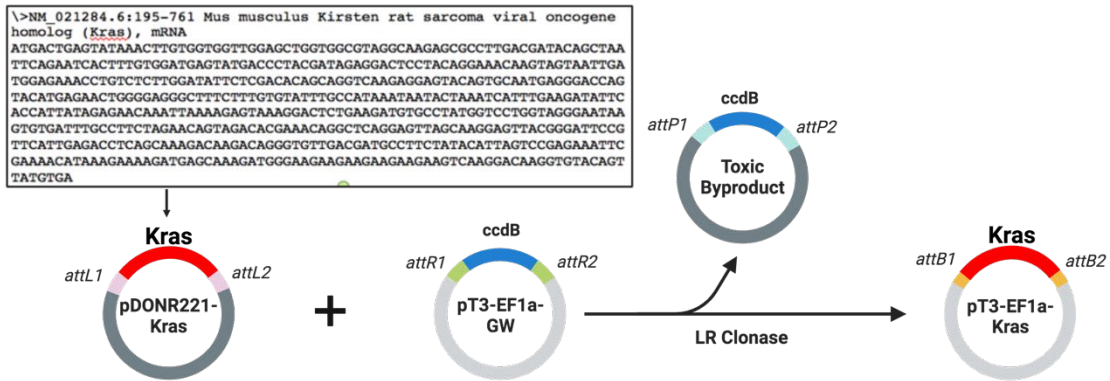 \>NM_021284.6:195-761 Mus musculus Kirsten rat sarcoma viral oncogene
homolog (Kras), mRNA
ATGACTGAGTATAAACTTGTGGTGGTTGGAGCTGGTGGCGTAGGCAAGAGCGCCTTGACGATACAGCTAA
TTCAGAATCACTTTGTGGATGAGTATGACCCTACGATAGAGGACTCCTACAGGAAACAAGTAGTAATTGA
TGGAGAAACCTGTCTCTTGGATATTCTCGACACAGCAGGTCAAGAGGAGTACAGTGCAATGAGGGACCAG
TACATGAGAACTGGGGAGGGCTTTCTTTGTGTATTTGCCATAAATAATACTAAATCATTTGAAGATATTC
ACCATTATAGAGAACAAATTAAAAGAGTAAAGGACTCTGAAGATGTGCCTATGGTCCTGGTAGGGAATAA
GTGTGATTTGCCTTCTAGAACAGTAGACACGAAACAGGCTCAGGAGTTAGCAAGGAGTTACGGGATTCCG
TTCATTGAGACCTCAGCAAAGACAAGACAGGGTGTTGACGATGCCTTCTATACATTAGTCCGAGAAATTC
GAAAACATAAAGAAAAGATGAGCAAAGATGGGAAGAAGAAGAAGAAGAAGTCAAGGACAAGGTGTACAGT
TATGTGA
ccdB
attP1
attP2
Toxic
Byproduct
Kras
attL1
attL2
pDONR221-
Kras
+
ccdB
attR1
attR2
pT3-EF1a-
GW
LR Clonase
Kras
attB1
attB2
pT3-EF1a-
Kras